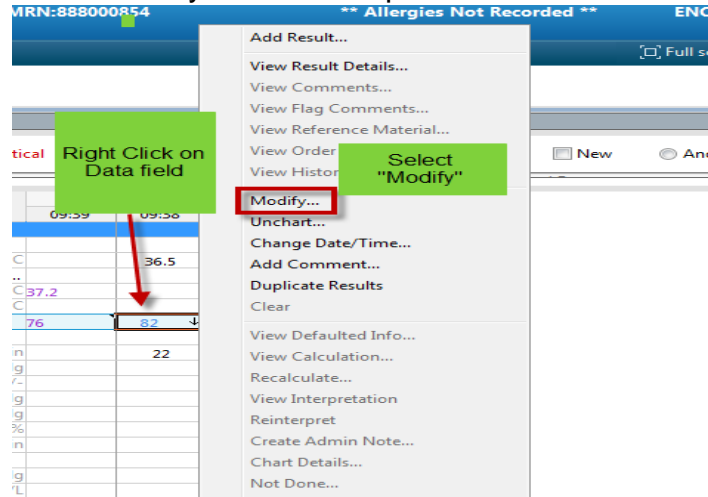 MRN:888000854 ** Allergies Not Recorded ** ENC
Add Result...
Full s
View Result Details...
View Comments...
View Flag Comments...
View Reference Material...
tical Right Click on Data field View Order Select "Modify" New An
View Histor
Modify...
09:39 09:38
Unchart...
Change Date/Time...
C 36.5
Add Comment...
C 37.2
Duplicate Results
C
Clear
76 82
View Defaulted Info...
n 22
View Calculation...
g
Recalculate...
/-
g
View Interpretation
g
Reinterpret
%
n
Create Admin Note...
Chart Details...
g
Not Done...
/L